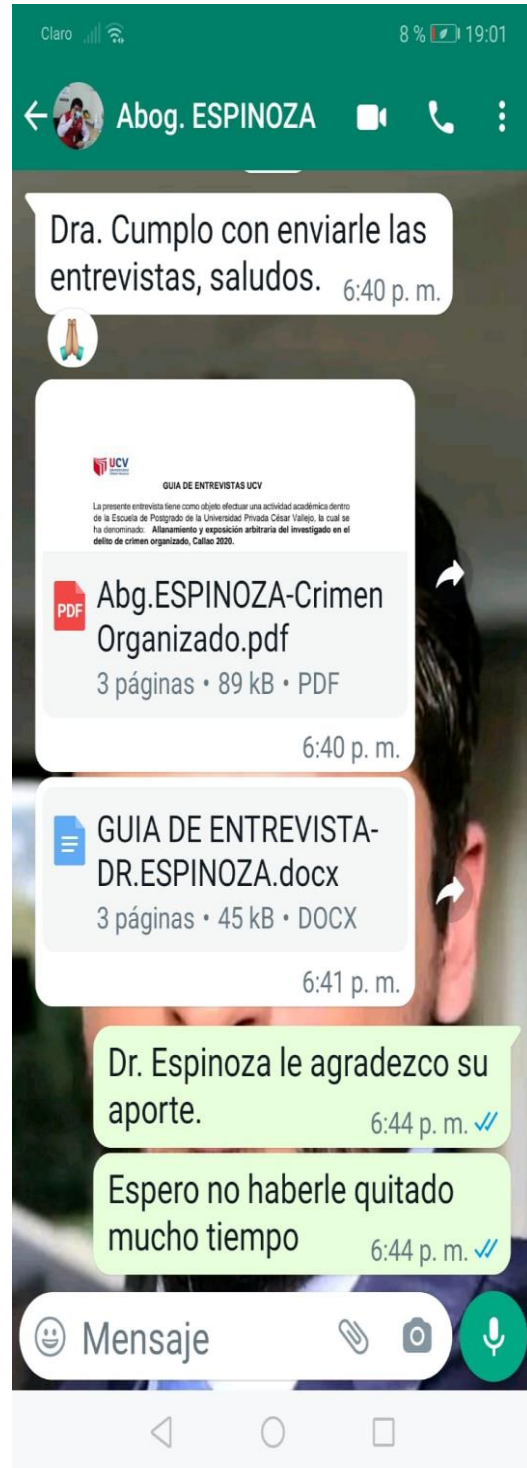 Claro 8 % 19:01
Abog. ESPINOZA
Dra. Cumplo con enviarle las
entrevistas, saludos. 6:40 p. m.
UCV
GUIA DE ENTREVISTAS UCV
La presente entrevista tiene como objeto efectuar una actividad académica dentro
de la Escuela de Postgrado de la Universidad Privada César Vallejo, la cual se
ha denominado: Allanamiento y exposición arbitraria del investigado en el
delito de crimen organizado, Callao 2020.
PDF
Abg.ESPINOZA-Crimen
Organizado.pdf
3 páginas • 89 kB • PDF
6:40 p. m.
GUIA DE ENTREVISTA-
DR.ESPINOZA.docx
3 páginas • 45 kB • DOCX
6:41 p. m.
Dr. Espinoza le agradezco su
aporte. 6:44 p. m.
Espero no haberle quitado
mucho tiempo 6:44 p. m.
Mensaje